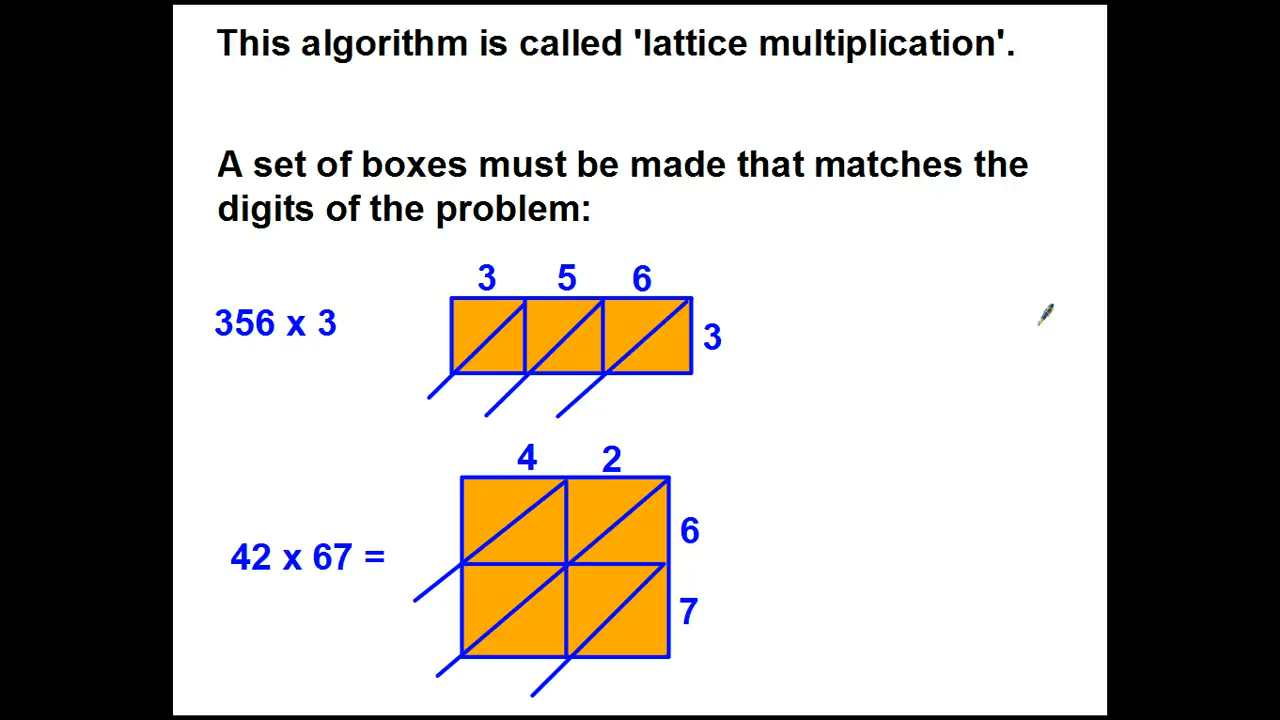 This algorithm is called 'lattice multiplication'.
A set of boxes must be made that matches the
digits of the problem:
3 5 6
356 x 3
3
4 2
6
42 x 67 =
7